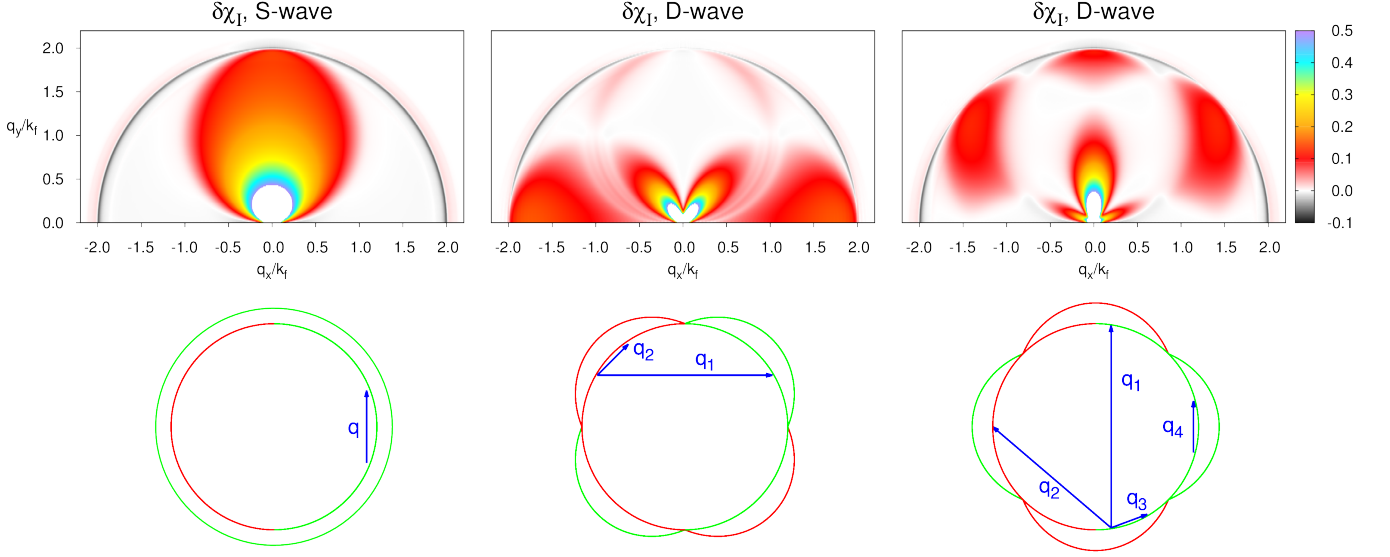 δχ_I, S-wave
δχ_I, D-wave
δχ_I, D-wave
q_y/k_f
2.0
1.5
1.0
0.5
0.0
-2.0 -1.5 -1.0 -0.5 0.0 0.5 1.0 1.5 2.0
q_x/k_f
-2.0 -1.5 -1.0 -0.5 0.0 0.5 1.0 1.5 2.0
q_x/k_f
-2.0 -1.5 -1.0 -0.5 0.0 0.5 1.0 1.5 2.0
q_x/k_f
0.5
0.4
0.3
0.2
0.1
0.0
-0.1
q
q_2
q_1
q_1
q_4
q_2
q_3